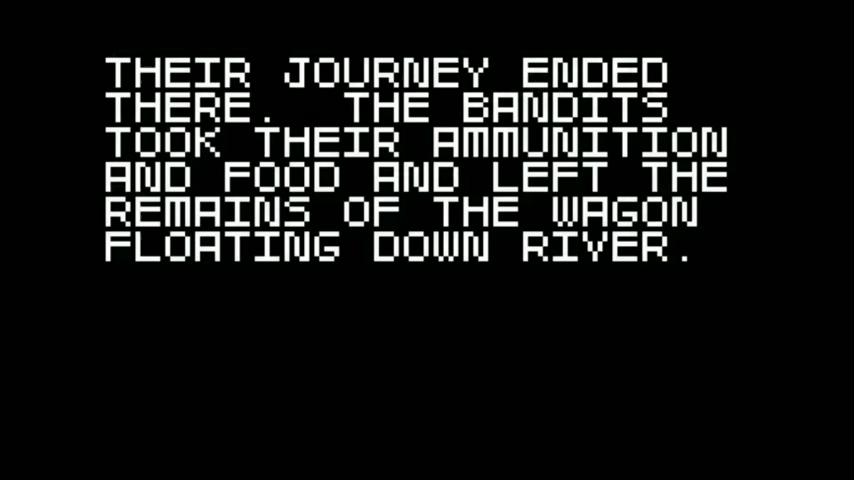 THEIR JOURNEY ENDED
THERE.  THE BANDITS
TOOK THEIR AMMUNITION
AND FOOD AND LEFT THE
REMAINS OF THE WAGON
FLOATING DOWN RIVER.